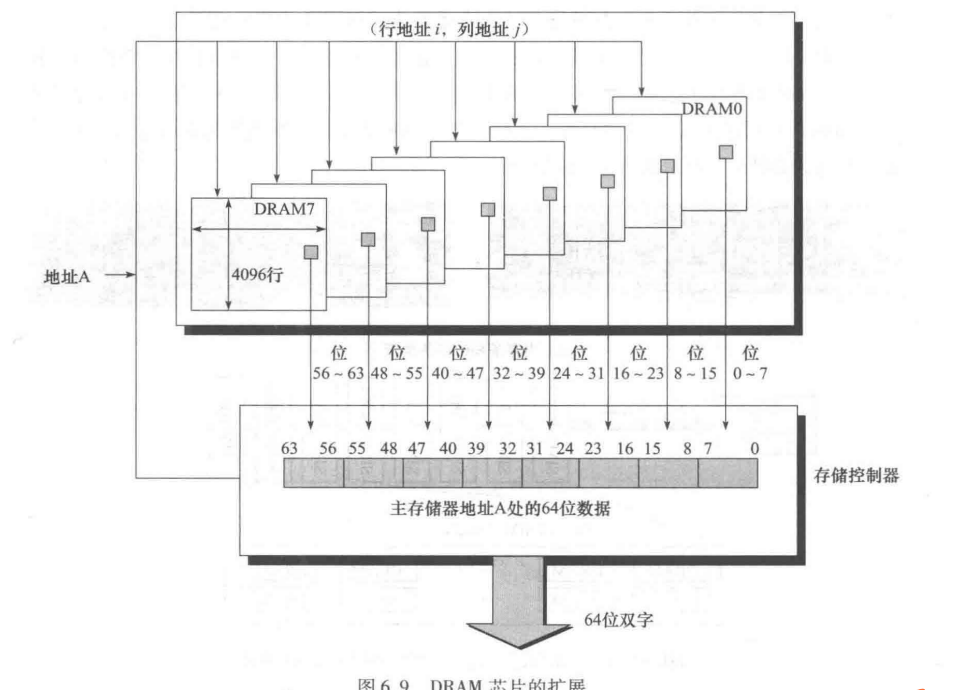 （行地址 i，列地址 j）
DRAM0
DRAM7
4096行
地址A
位 位 位 位 位 位 位 位
56～63 48～55 40～47 32～39 24～31 16～23 8～15 0～7
63 56 55 48 47 40 39 32 31 24 23 16 15 8 7 0
主存储器地址A处的64位数据
存储控制器
64位双字
图 6.9 DRAM 芯片的扩展